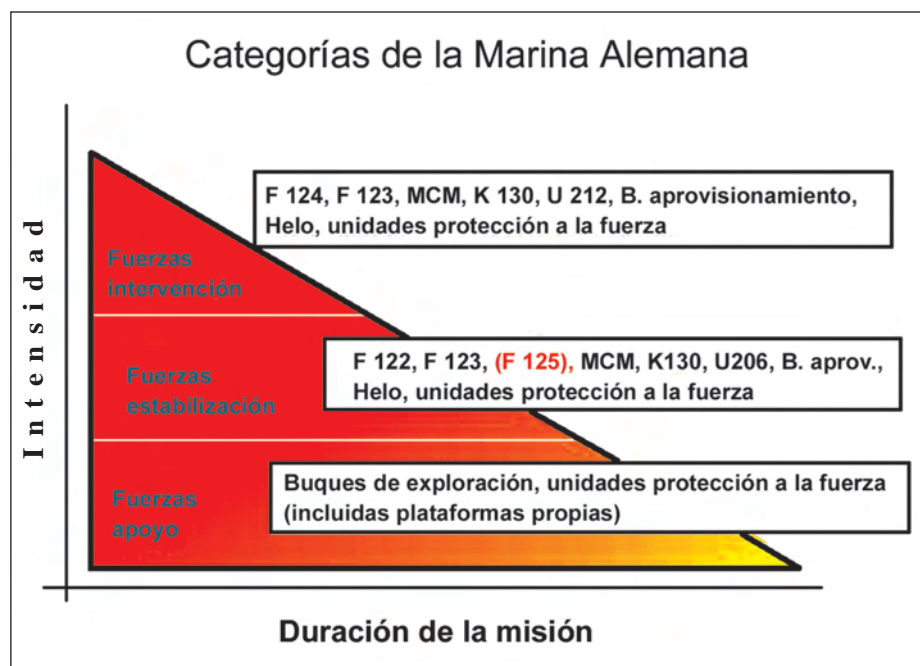 Categorías de la Marina Alemana
Intensidad
F 124, F 123, MCM, K 130, U 212, B. aprovisionamiento,
Helo, unidades protección a la fuerza
Fuerzas
intervención
F 122, F 123, (F 125), MCM, K130, U206, B. aprov.,
Helo, unidades protección a la fuerza
Fuerzas
estabilización
Buques de exploración, unidades protección a la fuerza
(incluidas plataformas propias)
Fuerzas
apoyo
Duración de la misión